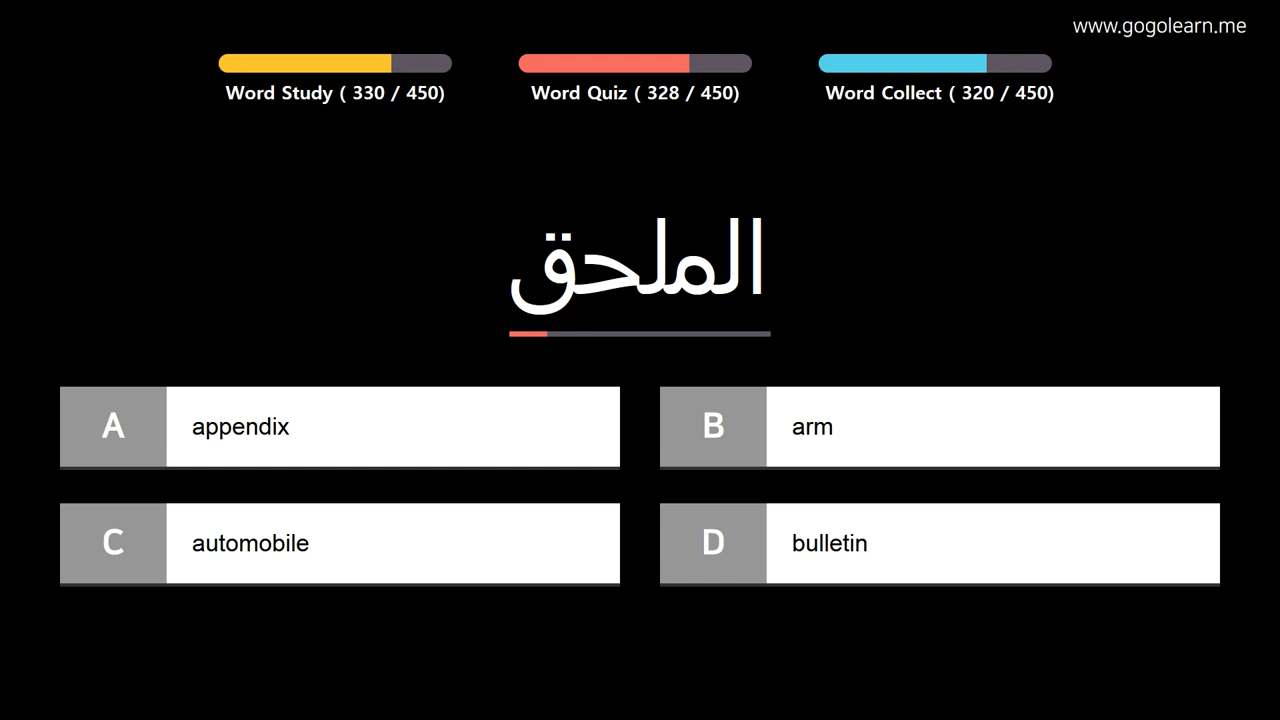 www.gogolearn.me
Word Study ( 330 / 450)
Word Quiz ( 328 / 450)
Word Collect ( 320 / 450)
الملحق
A appendix
B arm
C automobile
D bulletin